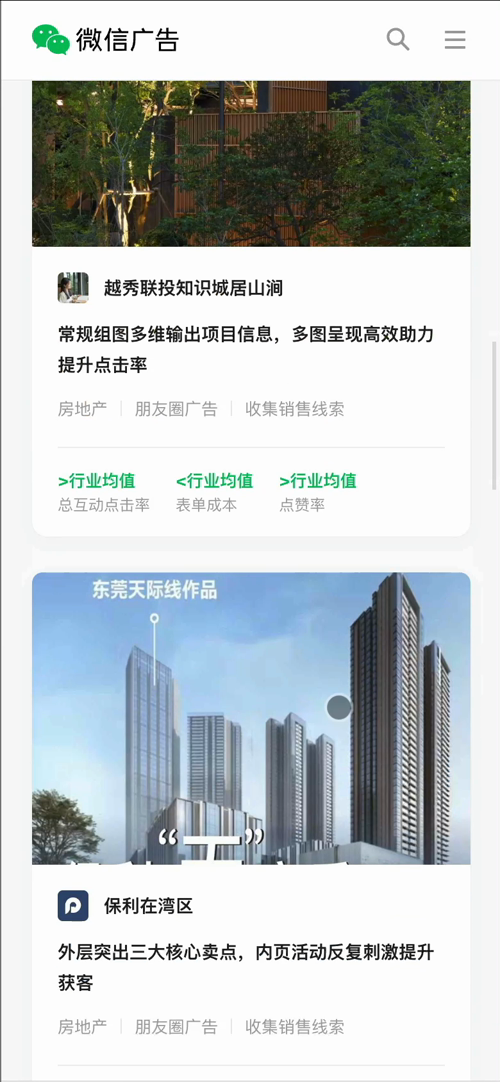 微信广告
越秀联投知识城居山涧
常规组图多维输出项目信息，多图呈现高效助力
提升点击率
房地产 朋友圈广告 收集销售线索
>行业均值 <行业均值 >行业均值
总互动点击率 表单成本 点赞率
东莞天际线作品
保利在湾区
外层突出三大核心卖点，内页活动反复刺激提升
获客
房地产 朋友圈广告 收集销售线索